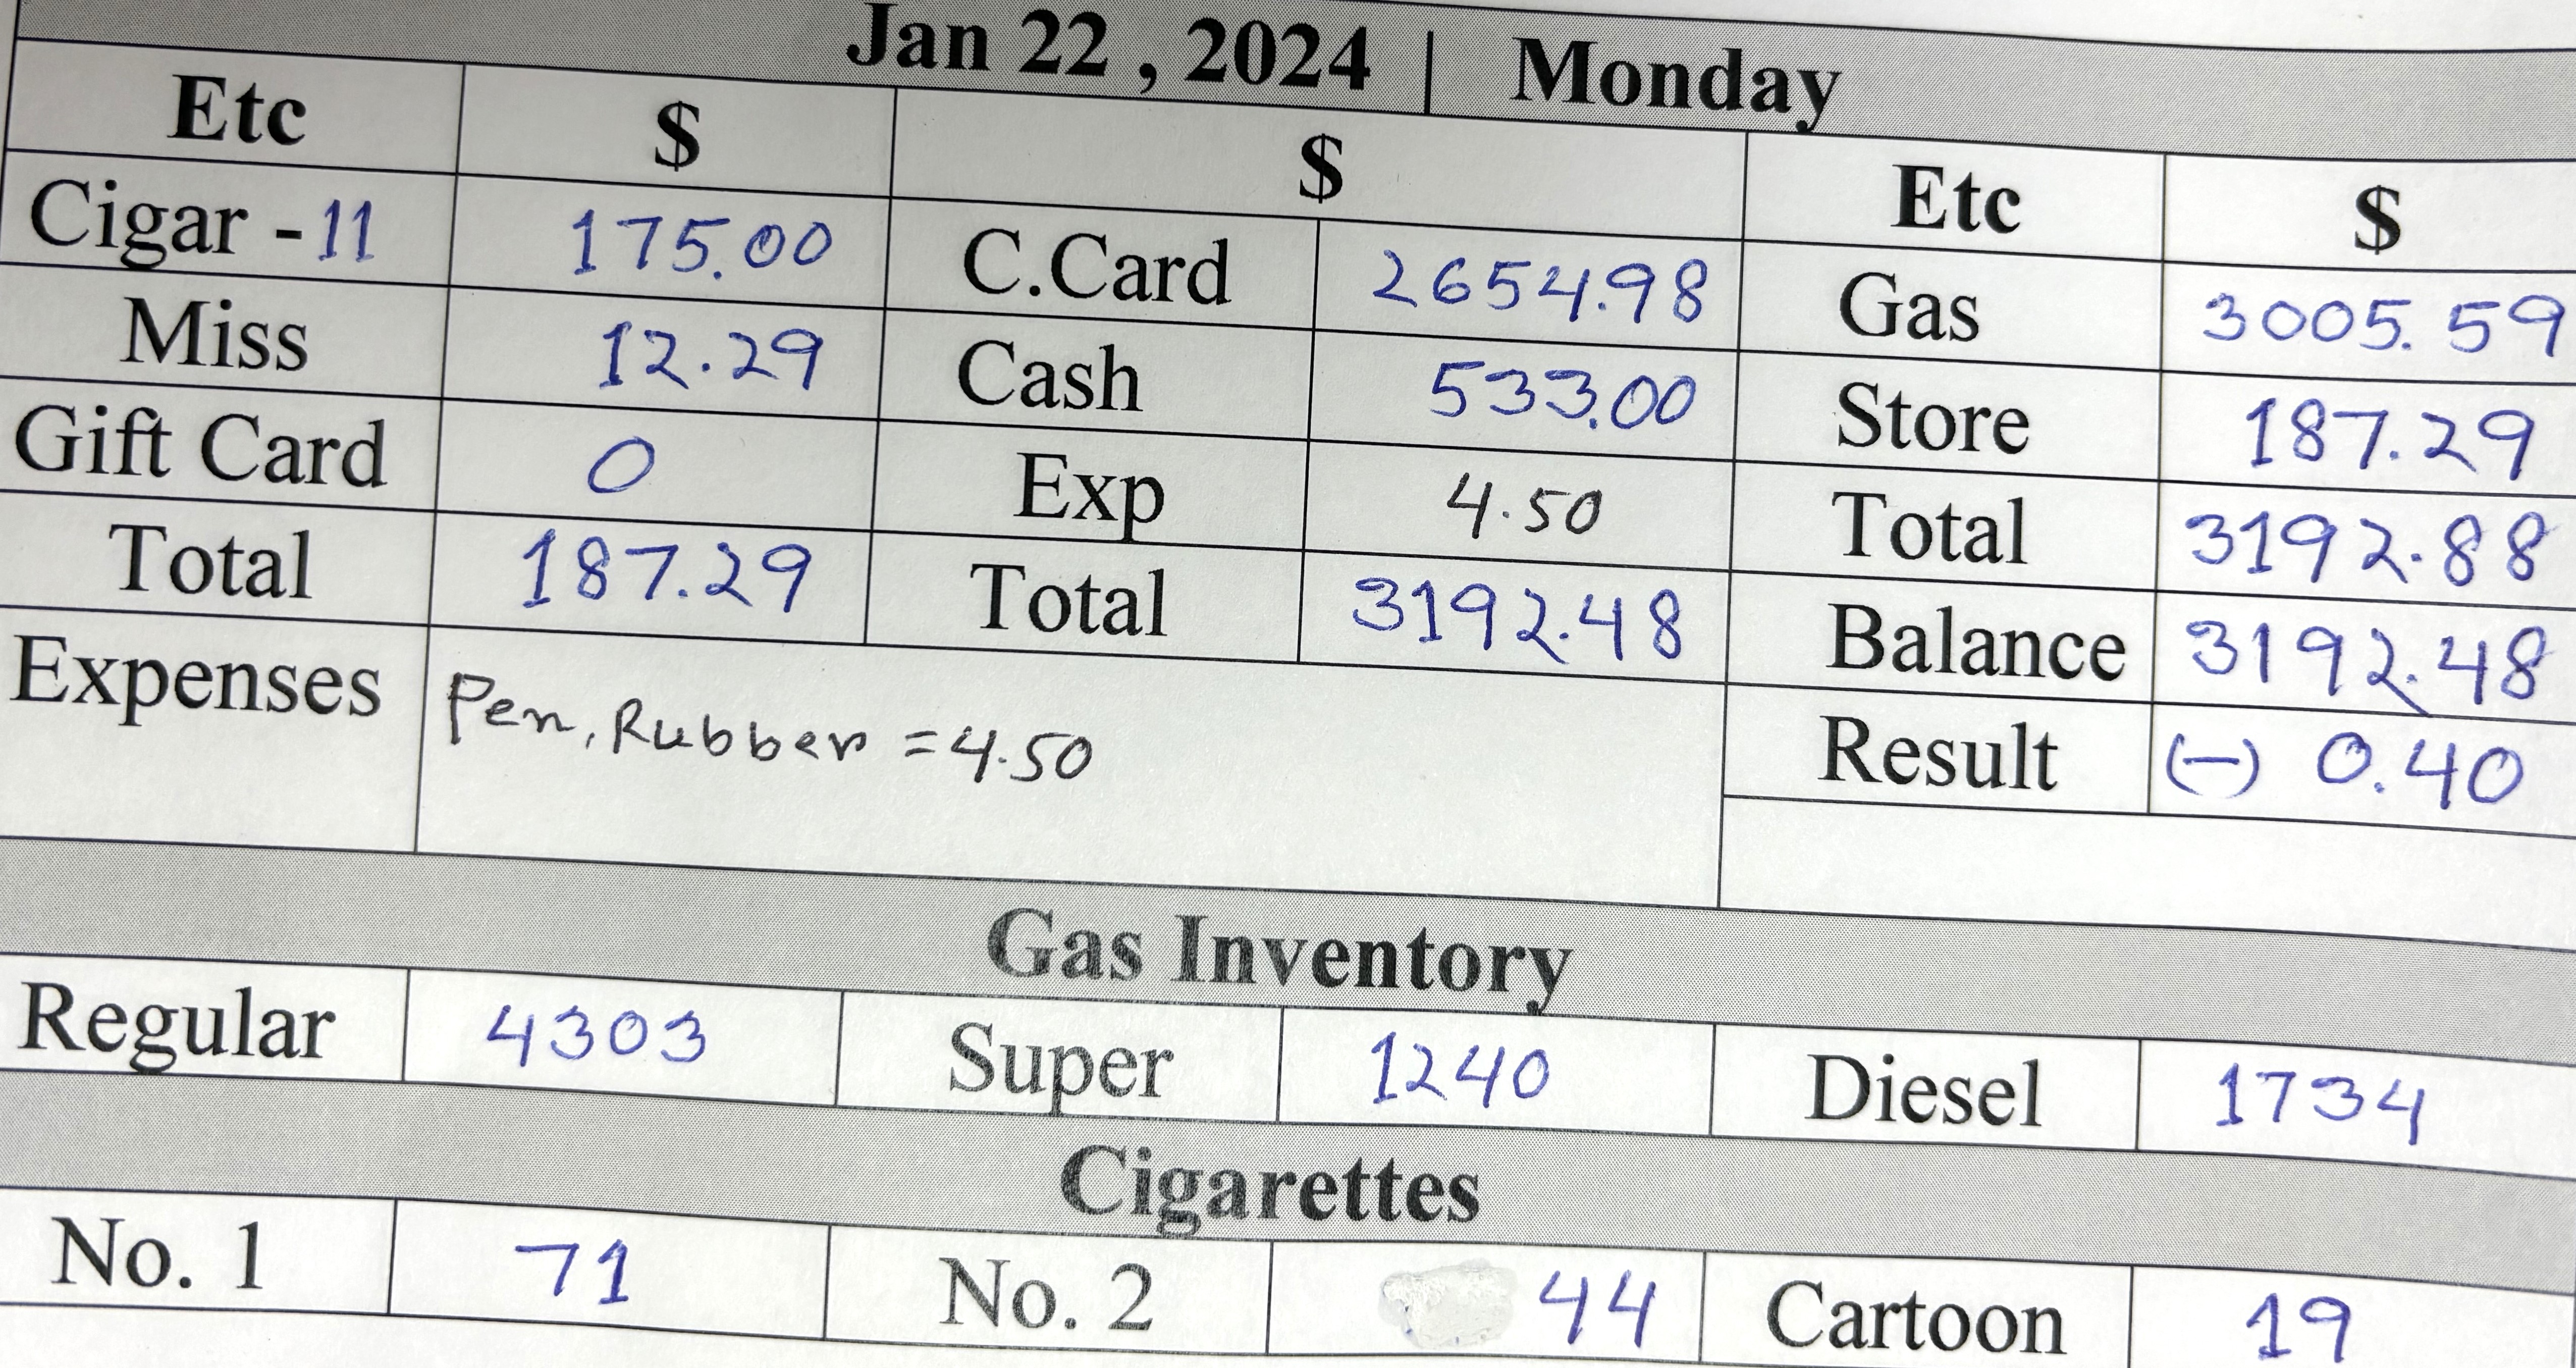 Jan 22 , 2024 | Monday
Etc $ $ Etc $
Cigar - 11 175.00 C.Card 2654.98 Gas 3005.59
Miss 12.29 Cash 533.00 Store 187.29
Gift Card 0 Exp 4.50 Total 3192.88
Total 187.29 Total 3192.48 Balance 3192.48
Expenses Pen, Rubber = 4.50 Result (-) 0.40
Gas Inventory
Regular 4303 Super 1240 Diesel 1734
Cigarettes
No. 1 71 No. 2 44 Cartoon 19